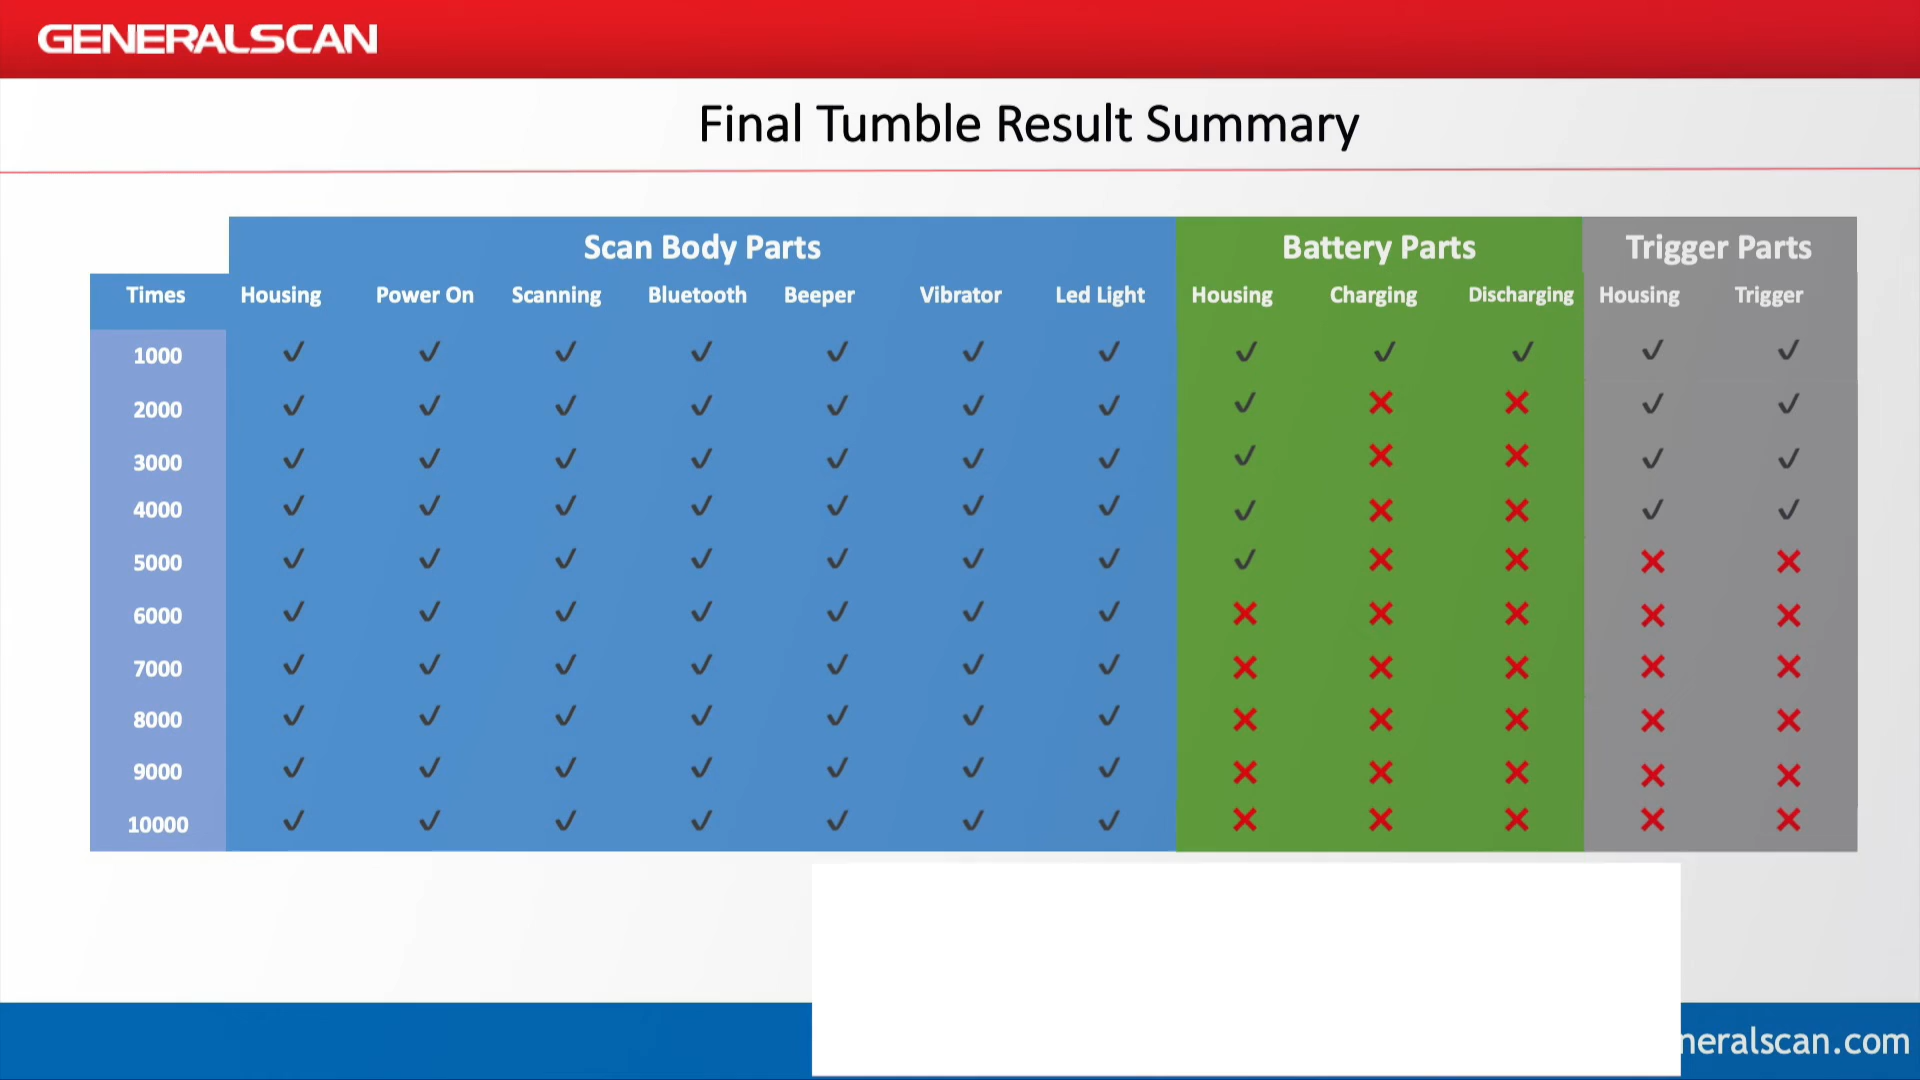 GENERALSCAN
Final Tumble Result Summary
Scan Body Parts Battery Parts Trigger Parts
Times Housing Power On Scanning Bluetooth Beeper Vibrator Led Light Housing Charging Discharging Housing Trigger
1000 ✓ ✓ ✓ ✓ ✓ ✓ ✓ ✓ ✓ ✓ ✓ ✓
2000 ✓ ✓ ✓ ✓ ✓ ✓ ✓ ✓ ✗ ✗ ✓ ✓
3000 ✓ ✓ ✓ ✓ ✓ ✓ ✓ ✓ ✗ ✗ ✓ ✓
4000 ✓ ✓ ✓ ✓ ✓ ✓ ✓ ✓ ✗ ✗ ✓ ✓
5000 ✓ ✓ ✓ ✓ ✓ ✓ ✓ ✓ ✗ ✗ ✗ ✗
6000 ✓ ✓ ✓ ✓ ✓ ✓ ✓ ✗ ✗ ✗ ✗ ✗
7000 ✓ ✓ ✓ ✓ ✓ ✓ ✓ ✗ ✗ ✗ ✗ ✗
8000 ✓ ✓ ✓ ✓ ✓ ✓ ✓ ✗ ✗ ✗ ✗ ✗
9000 ✓ ✓ ✓ ✓ ✓ ✓ ✓ ✗ ✗ ✗ ✗ ✗
10000 ✓ ✓ ✓ ✓ ✓ ✓ ✓ ✗ ✗ ✗ ✗ ✗
neralscan.com